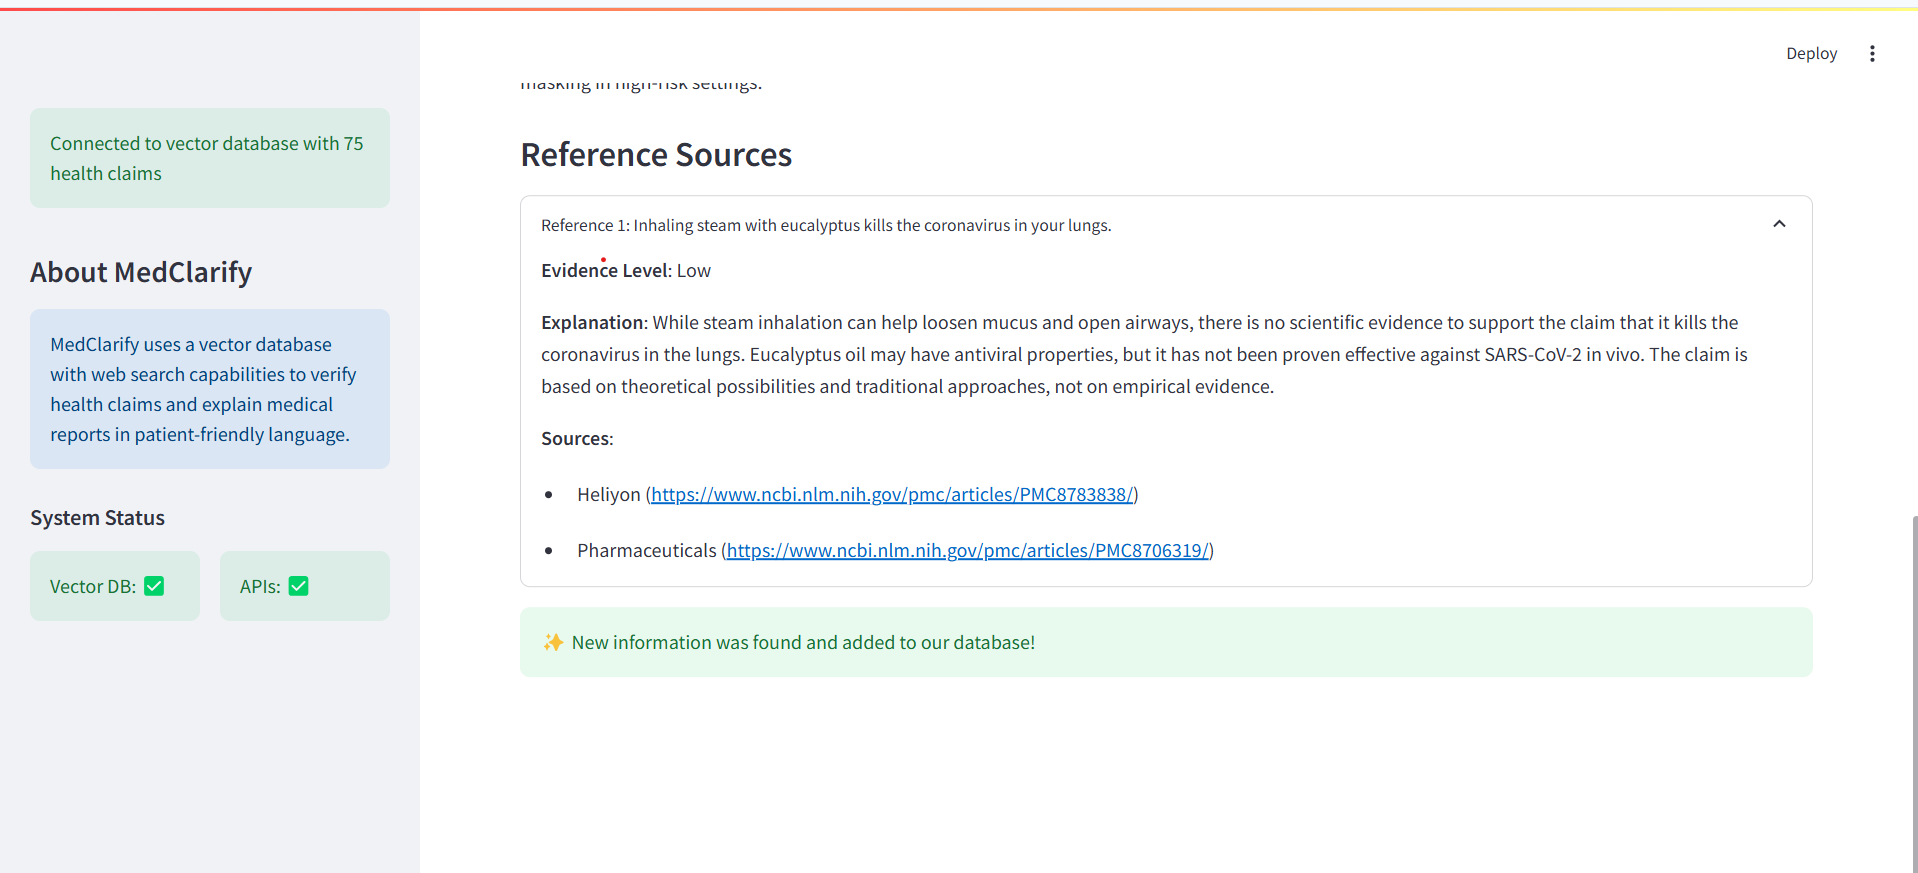 Deploy
Connected to vector database with 75
health claims
About MedClarify
MedClarify uses a vector database
with web search capabilities to verify
health claims and explain medical
reports in patient-friendly language.
System Status
Vector DB: ✅
APIs: ✅
masking in high-risk settings.
Reference Sources
Reference 1: Inhaling steam with eucalyptus kills the coronavirus in your lungs.
Evidence Level: Low
Explanation: While steam inhalation can help loosen mucus and open airways, there is no scientific evidence to support the claim that it kills the
coronavirus in the lungs. Eucalyptus oil may have antiviral properties, but it has not been proven effective against SARS-CoV-2 in vivo. The claim is
based on theoretical possibilities and traditional approaches, not on empirical evidence.
Sources:
• Heliyon (https://www.ncbi.nlm.nih.gov/pmc/articles/PMC8783838/)
• Pharmaceuticals (https://www.ncbi.nlm.nih.gov/pmc/articles/PMC8706319/)
✨ New information was found and added to our database!